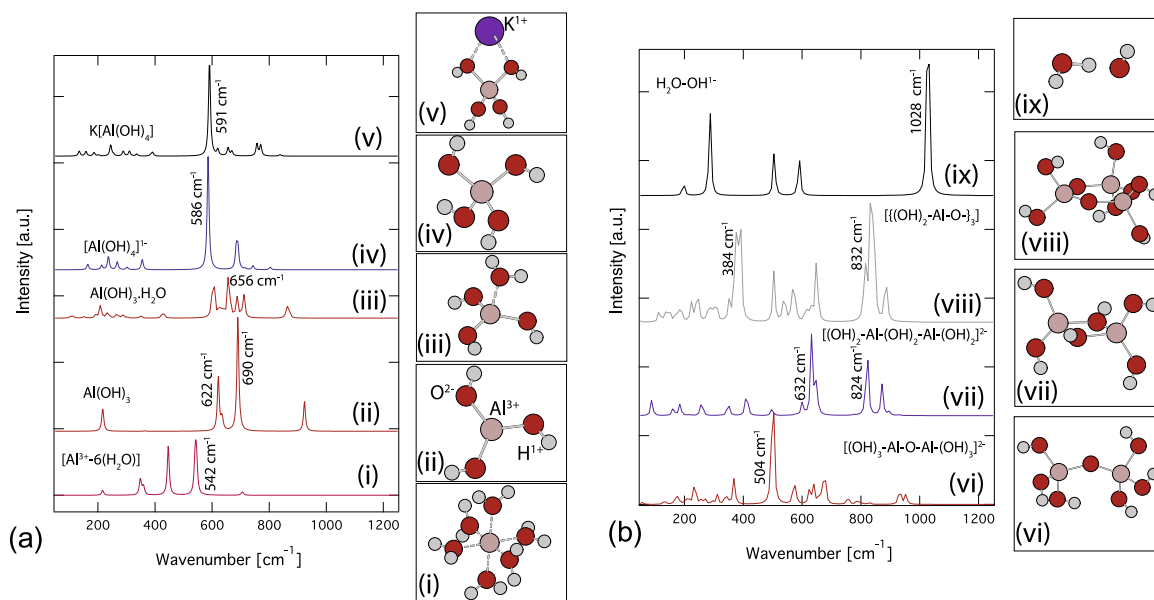 (a)
Intensity [a.u.]
K[Al(OH)₄]
591 cm⁻¹
(v)
[Al(OH)₄]¹⁻
586 cm⁻¹
(iv)
Al(OH)₃.H₂O
656 cm⁻¹
(iii)
Al(OH)₃
622 cm⁻¹
690 cm⁻¹
(ii)
[Al³⁺-6(H₂O)]
542 cm⁻¹
(i)
200 400 600 800 1000 1200
Wavenumber [cm⁻¹]
K¹⁺
(v)
(iv)
(iii)
O²⁻
Al³⁺
H¹⁺
(ii)
(i)
(b)
Intensity [a.u.]
H₂O-OH¹⁻
1028 cm⁻¹
(ix)
[{(OH)₂-Al-O-}₃]
384 cm⁻¹
832 cm⁻¹
(viii)
[(OH)₂-Al-(OH)₂-Al-(OH)₂]²⁻
632 cm⁻¹
824 cm⁻¹
(vii)
[(OH)₃-Al-O-Al-(OH)₃]²⁻
504 cm⁻¹
(vi)
200 400 600 800 1000 1200
Wavenumber [cm⁻¹]
(ix)
(viii)
(vii)
(vi)